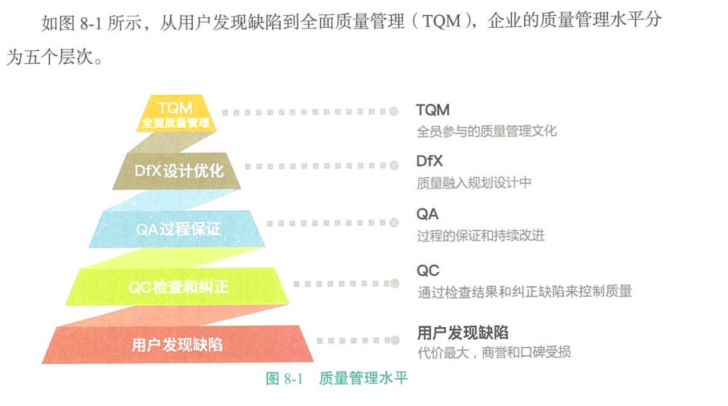 如图 8-1 所示，从用户发现缺陷到全面质量管理（TQM），企业的质量管理水平分
为五个层次。
TQM
全面质量管理
TQM
全员参与的质量管理文化
DfX设计优化
DfX
质量融入规划设计中
QA过程保证
QA
过程的保证和持续改进
QC检查和纠正
QC
通过检查结果和纠正缺陷来控制质量
用户发现缺陷
用户发现缺陷
代价最大，商誉和口碑受损
图 8-1 质量管理水平